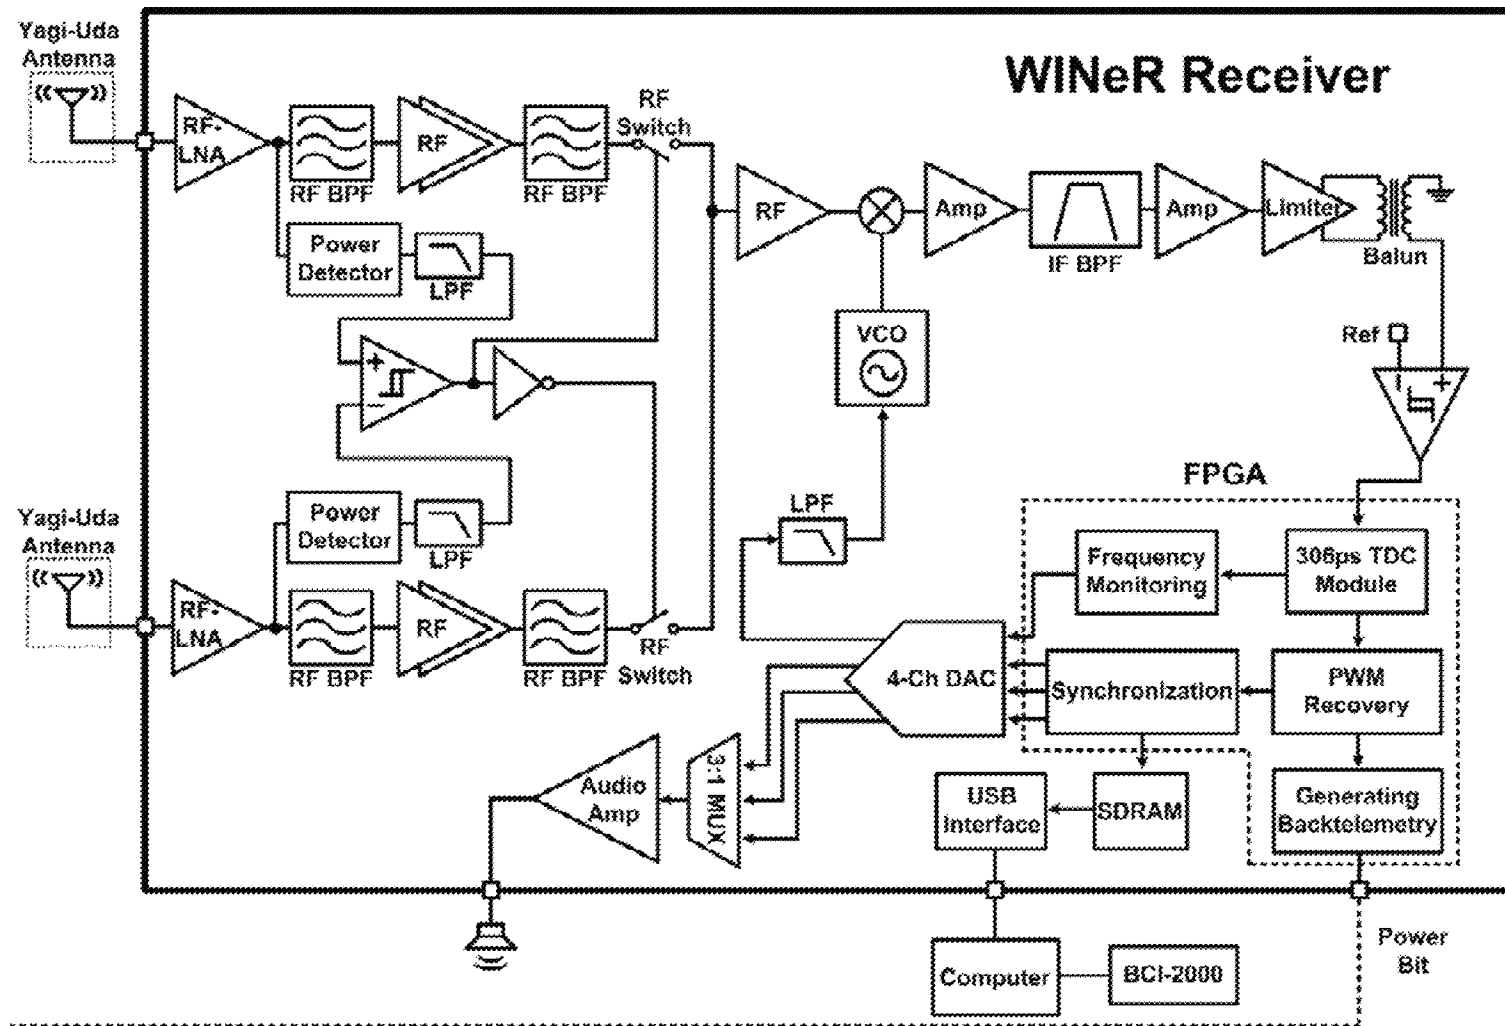 Yagi-Uda
Antenna
WINeR Receiver
RF-
LNA
RF BPF
RF
RF BPF
RF
Switch
Power
Detector
LPF
RF
Amp
IF BPF
Amp
Limiter
Balun
VCO
Ref
+
−
+
−
FPGA
LPF
Yagi-Uda
Antenna
Power
Detector
LPF
RF-
LNA
RF BPF
RF
RF BPF
RF
Switch
Frequency
Monitoring
306ps TDC
Module
4-Ch DAC
Synchronization
PWM
Recovery
Audio
Amp
3:1 MUX
USB
Interface
SDRAM
Generating
Backtelemetry
Computer
BCI-2000
Power
Bit